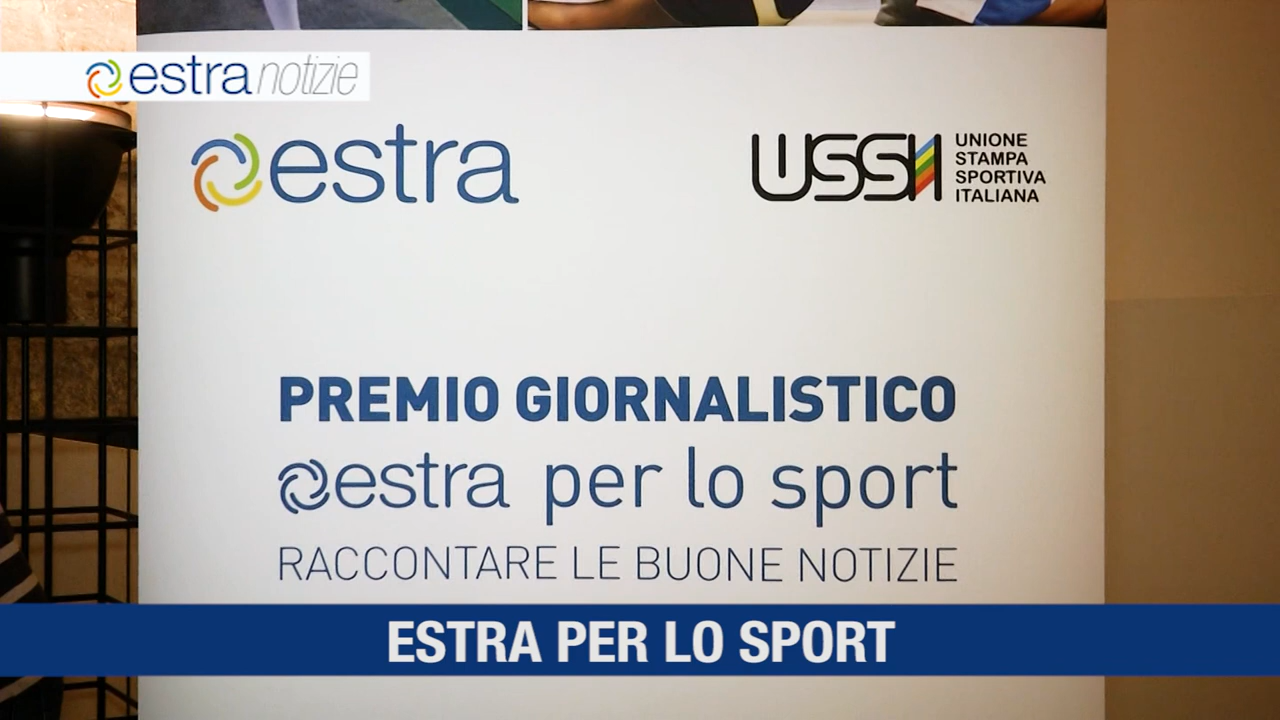 estra notizie
estra
USSI
UNIONE
STAMPA
SPORTIVA
ITALIANA
PREMIO GIORNALISTICO
estra per lo sport
RACCONTARE LE BUONE NOTIZIE
ESTRA PER LO SPORT